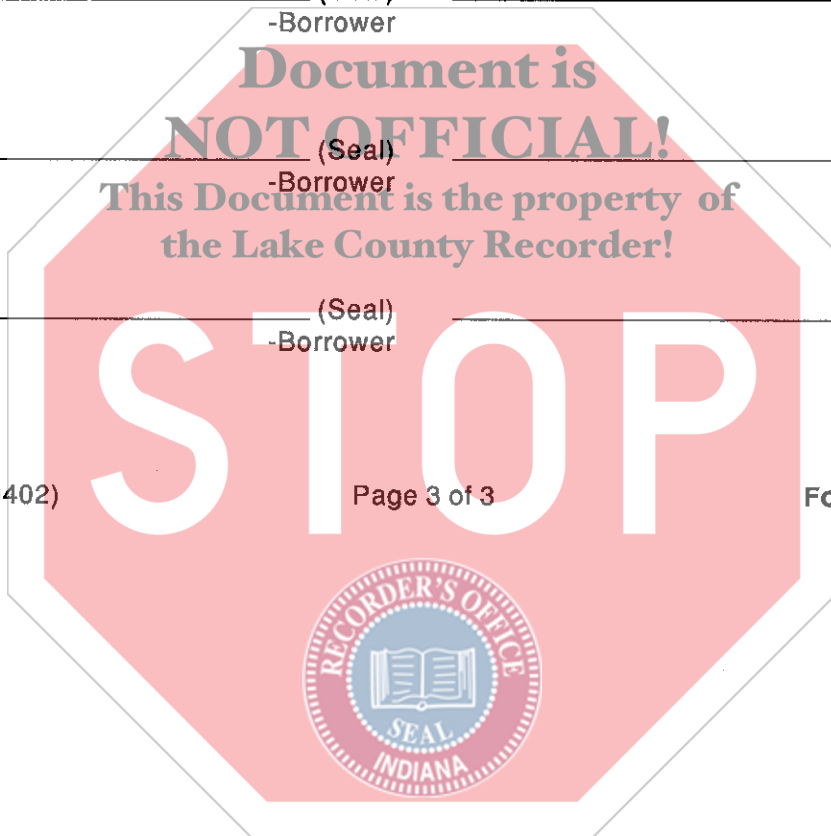 -Borrower
Document is
NOT OFFICIAL!
(Seal)
-Borrower
This Document is the property of
the Lake County Recorder!
(Seal)
-Borrower
STOP
402)
Page 3 of 3
RECORDER'S OFFICE
SEAL
INDIANA